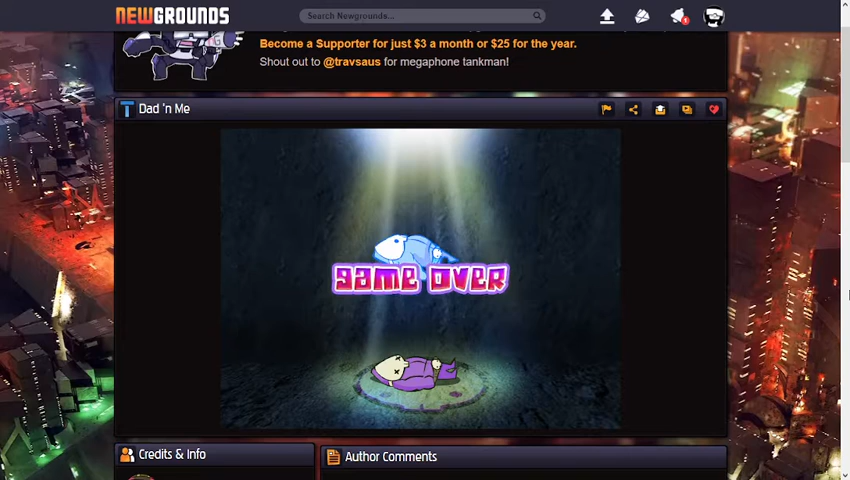 NEWGROUNDS
Search Newgrounds...
Become a Supporter for just $3 a month or $25 for the year.
Shout out to @travsaus for megaphone tankman!
Dad 'n Me
game over
Credits & Info
Author Comments